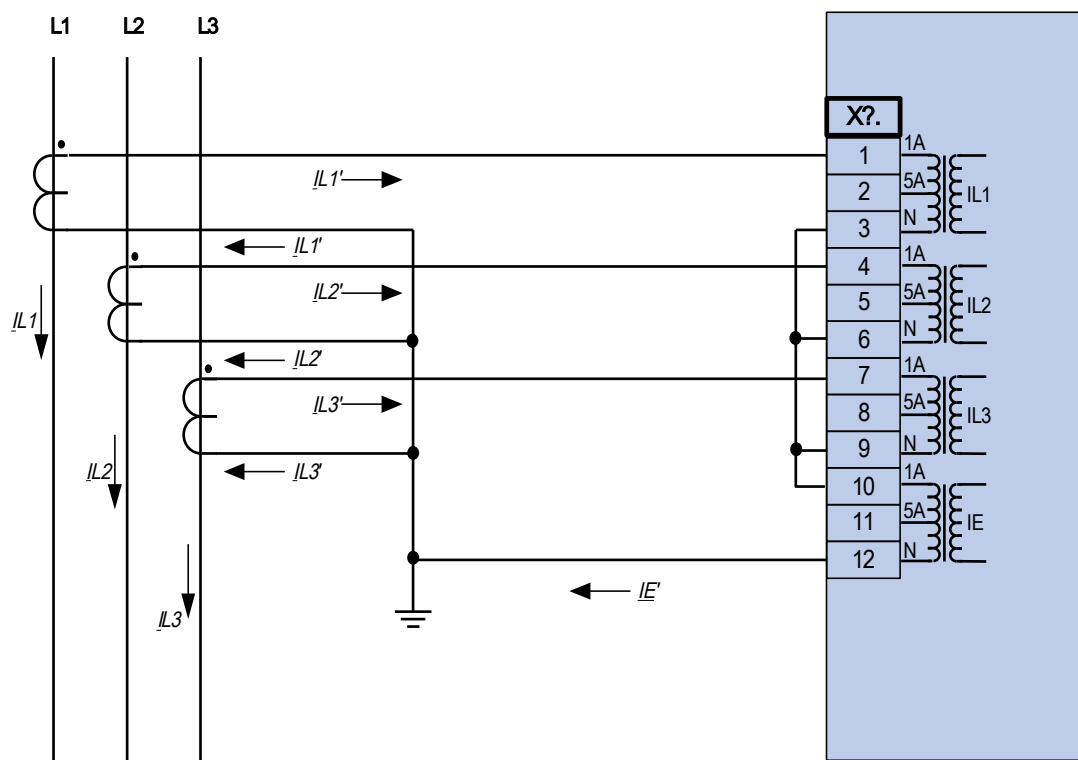 L1 L2 L3
X?.
1 1A
IL1'
2 5A IL1
3 N
IL1'
4 1A
IL2'
5 5A IL2
IL1
6 N
IL2'
7 1A
IL3'
8 5A IL3
9 N
IL2
IL3'
10 1A
11 5A IE
12 N
IE'
IL3